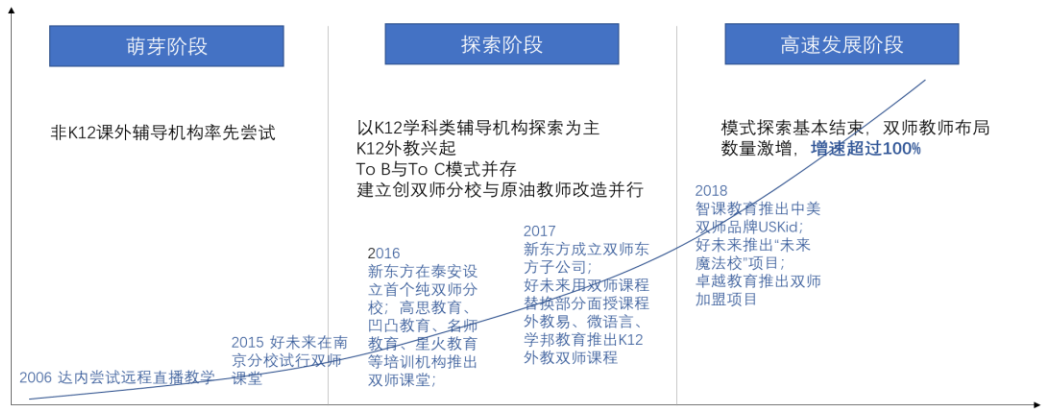 萌芽阶段
非K12课外辅导机构率先尝试
2006 达内尝试远程直播教学
2015 好未来在南
京分校试行双师
课堂
探索阶段
以K12学科类辅导机构探索为主
K12外教兴起
To B与To C模式并存
建立创双师分校与原油教师改造并行
2016
新东方在泰安设
立首个纯双师分
校；高思教育、
凹凸教育、名师
教育、星火教育
等培训机构推出
双师课堂；
2017
新东方成立双师东
方子公司；
好未来用双师课程
替换部分面授课程
外教易、微语言、
学邦教育推出K12
外教双师课程
高速发展阶段
模式探索基本结束，双师教师布局
数量激增，增速超过100%
2018
智课教育推出中美
双师品牌USKid；
好未来推出“未来
魔法校”项目；
卓越教育推出双师
加盟项目